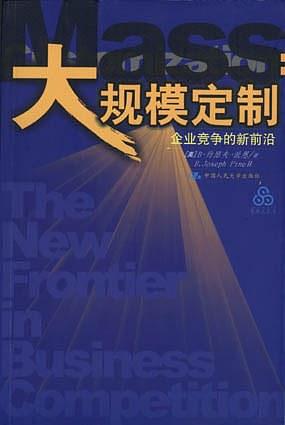 Mass
大规模定制
企业竞争的新前沿
[美]B·约瑟夫·派恩/著
B.Joseph Pine II
中国人民大学出版社
The
New
Frontier
in
Business
Competition